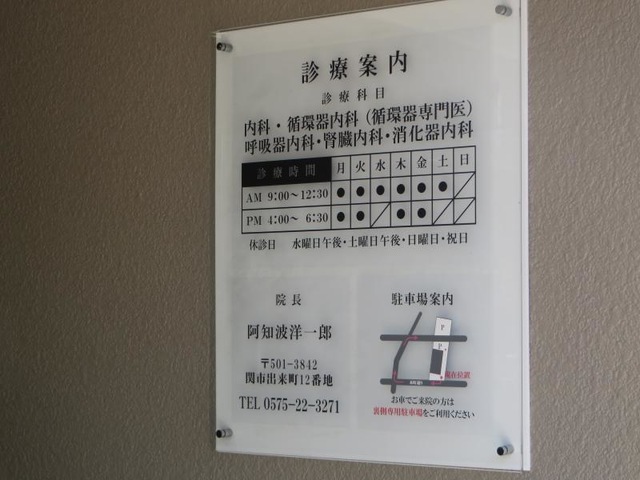 診療案内
診療科目
内科・循環器内科（循環器専門医）
呼吸器内科・腎臓内科・消化器内科
診療時間 月 火 水 木 金 土 日
AM 9:00〜12:30 ● ● ● ● ● ● ／
PM 4:00〜 6:30 ● ● ／ ● ● ／ ／
休診日 水曜日午後・土曜日午後・日曜日・祝日
院長
阿知波洋一郎
〒501-3842
関市出来町12番地
TEL 0575-22-3271
駐車場案内
P
P
現在位置
お車でご来院の方は
裏側専用駐車場をご利用ください